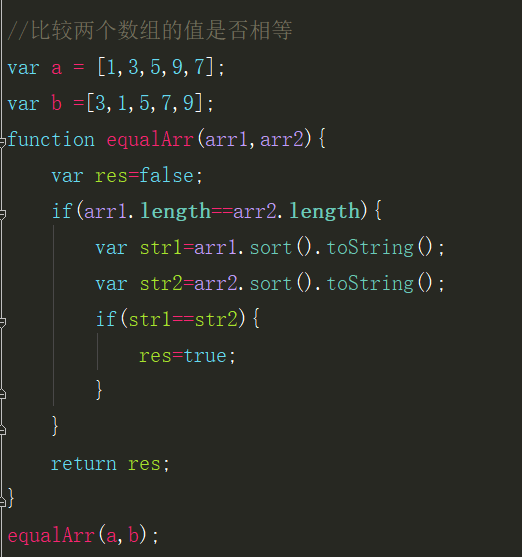 //比较两个数组的值是否相等
var a = [1,3,5,9,7];
var b =[3,1,5,7,9];
function equalArr(arr1,arr2){
    var res=false;
    if(arr1.length==arr2.length){
        var str1=arr1.sort().toString();
        var str2=arr2.sort().toString();
        if(str1==str2){
            res=true;
        }
    }
    return res;
}
equalArr(a,b);